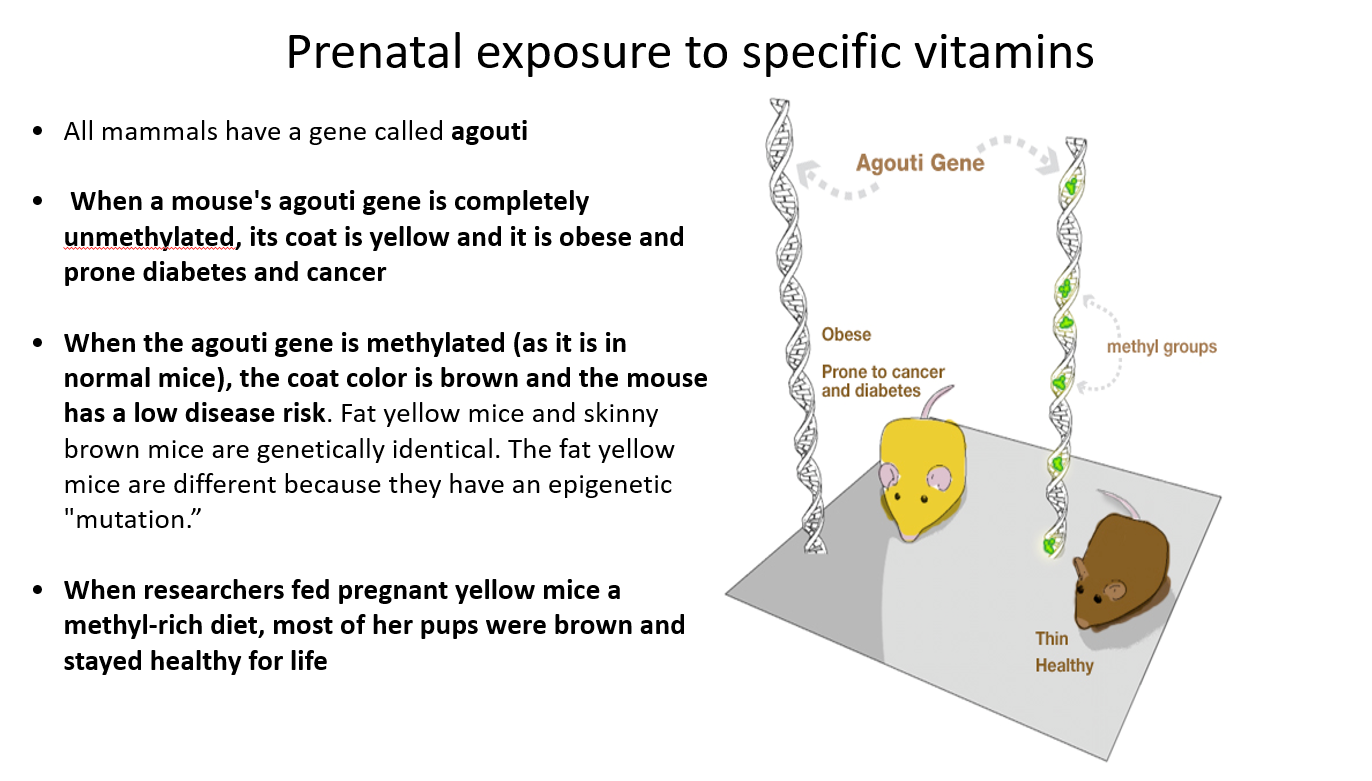 Prenatal exposure to specific vitamins
• All mammals have a gene called agouti
• When a mouse's agouti gene is completely
unmethylated, its coat is yellow and it is obese and
prone diabetes and cancer
• When the agouti gene is methylated (as it is in
normal mice), the coat color is brown and the mouse
has a low disease risk. Fat yellow mice and skinny
brown mice are genetically identical. The fat yellow
mice are different because they have an epigenetic
"mutation.”
• When researchers fed pregnant yellow mice a
methyl-rich diet, most of her pups were brown and
stayed healthy for life
Agouti Gene
Obese
Prone to cancer
and diabetes
methyl groups
Thin
Healthy